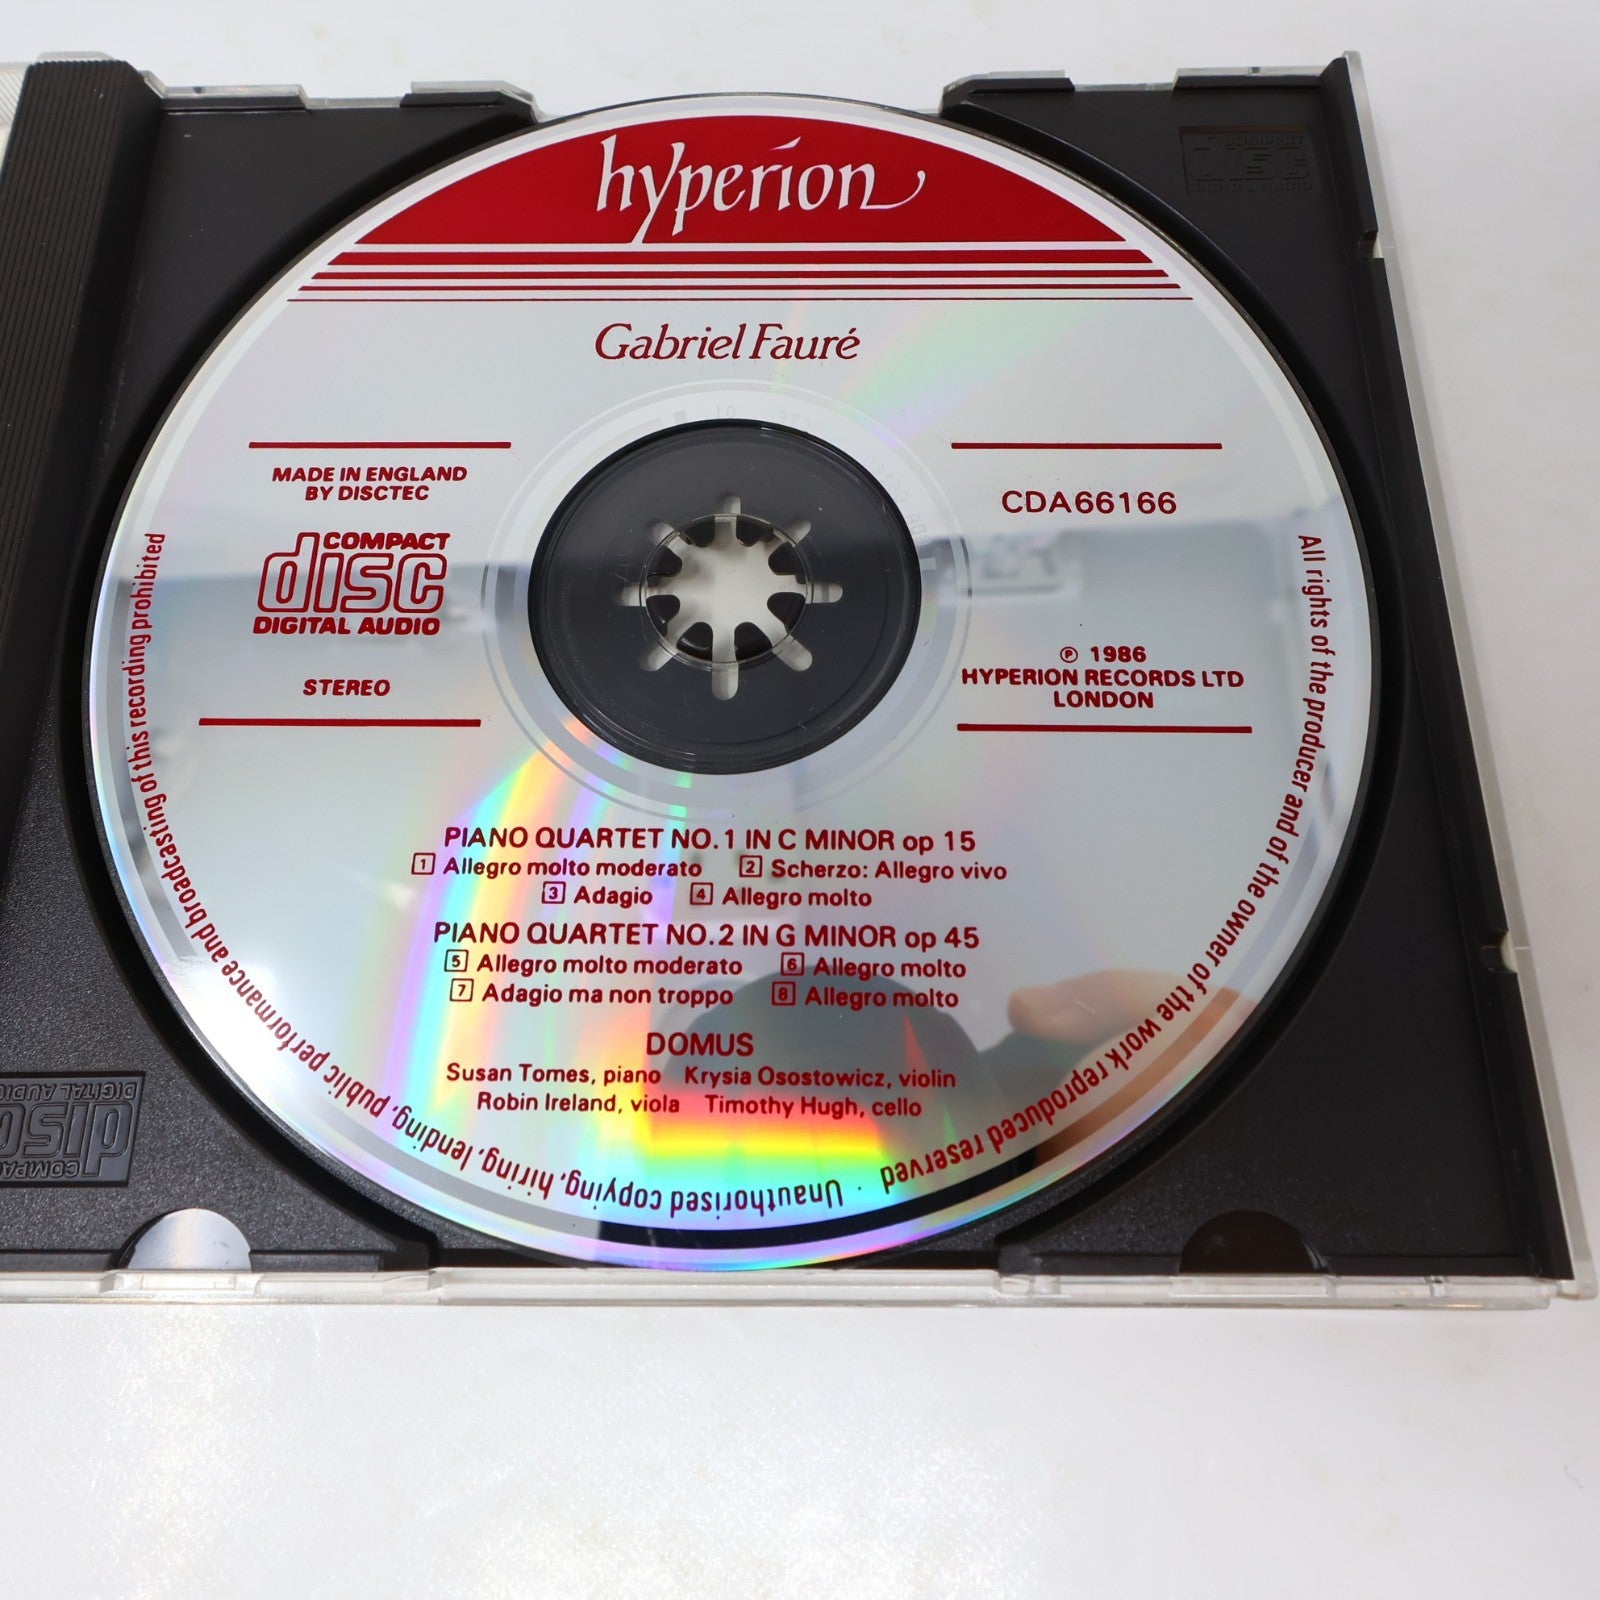 hyperion
Gabriel Fauré
MADE IN ENGLAND
BY DISCTEC
COMPACT
disc
DIGITAL AUDIO
STEREO
CDA66166
℗ 1986
HYPERION RECORDS LTD
LONDON
PIANO QUARTET NO.1 IN C MINOR op 15
1 Allegro molto moderato 2 Scherzo: Allegro vivo
3 Adagio 4 Allegro molto
PIANO QUARTET NO.2 IN G MINOR op 45
5 Allegro molto moderato 6 Allegro molto
7 Adagio ma non troppo 8 Allegro molto
DOMUS
Susan Tomes, piano Krysia Osostowicz, violin
Robin Ireland, viola Timothy Hugh, cello
All rights of the producer and of the owner of the work reproduced reserved · Unauthorised copying, hiring, lending, public performance and broadcasting of this recording prohibited
COMPACT
disc
DIGITAL AUDIO
COMPACT
disc
DIGITAL AUDIO